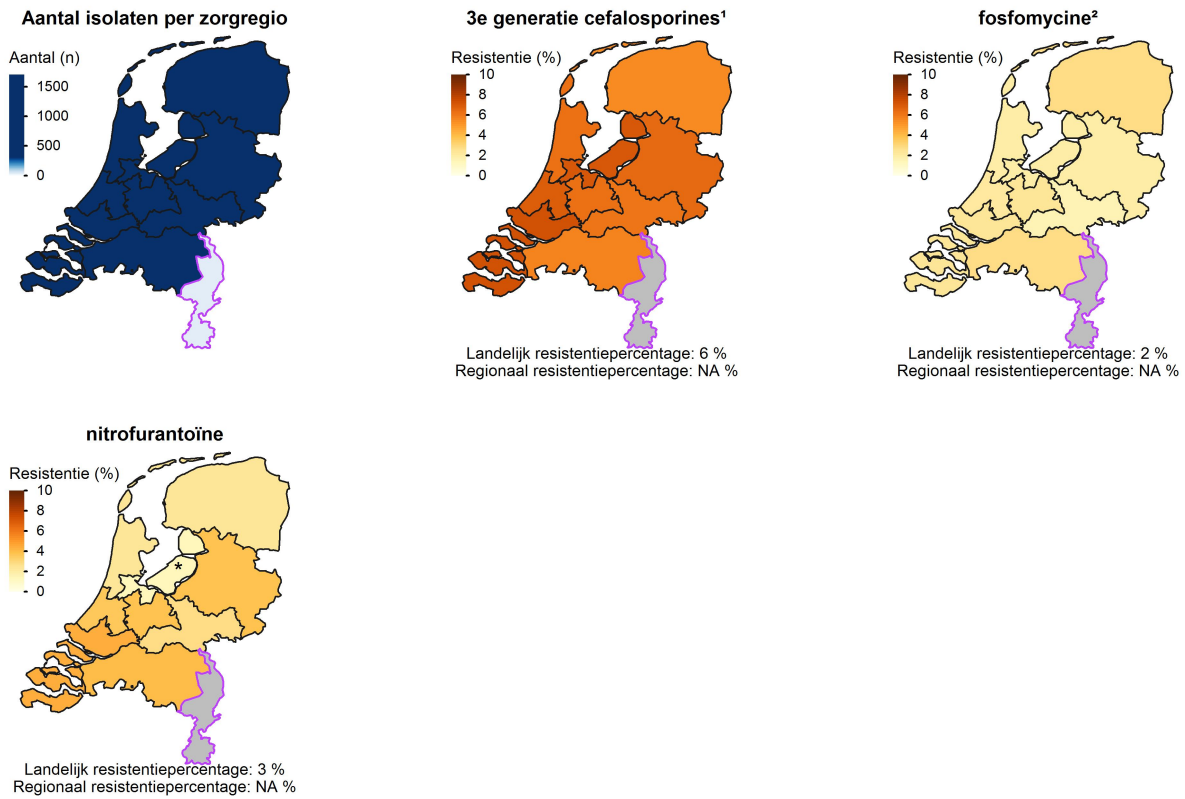 Aantal isolaten per zorgregio
Aantal (n)
1500
1000
500
0
3e generatie cefalosporines¹
Resistentie (%)
10
8
6
4
2
0
Landelijk resistentiepercentage: 6 %
Regionaal resistentiepercentage: NA %
fosfomycine²
Resistentie (%)
10
8
6
4
2
0
Landelijk resistentiepercentage: 2 %
Regionaal resistentiepercentage: NA %
nitrofurantoïne
Resistentie (%)
10
8
6
4
2
0
*
Landelijk resistentiepercentage: 3 %
Regionaal resistentiepercentage: NA %